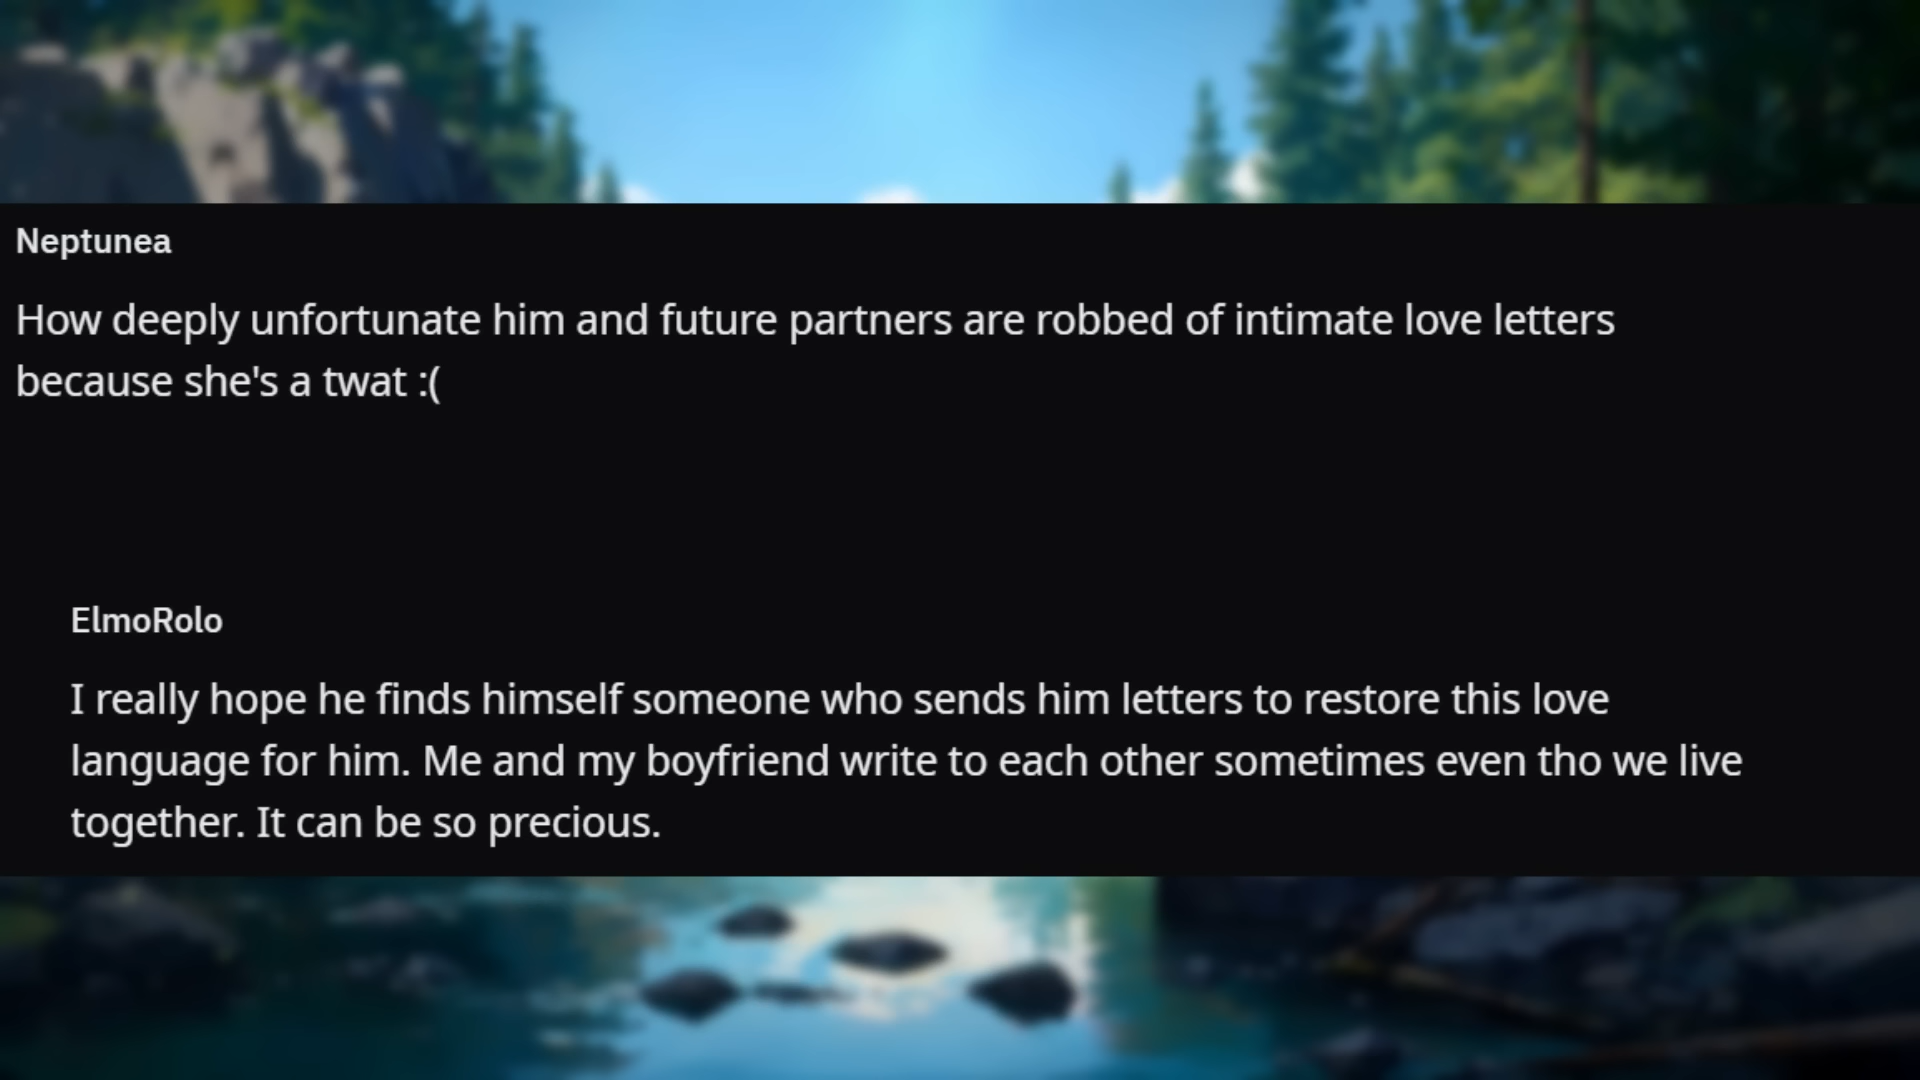 Neptunea
How deeply unfortunate him and future partners are robbed of intimate love letters
because she's a twat :(
ElmoRolo
I really hope he finds himself someone who sends him letters to restore this love
language for him. Me and my boyfriend write to each other sometimes even tho we live
together. It can be so precious.